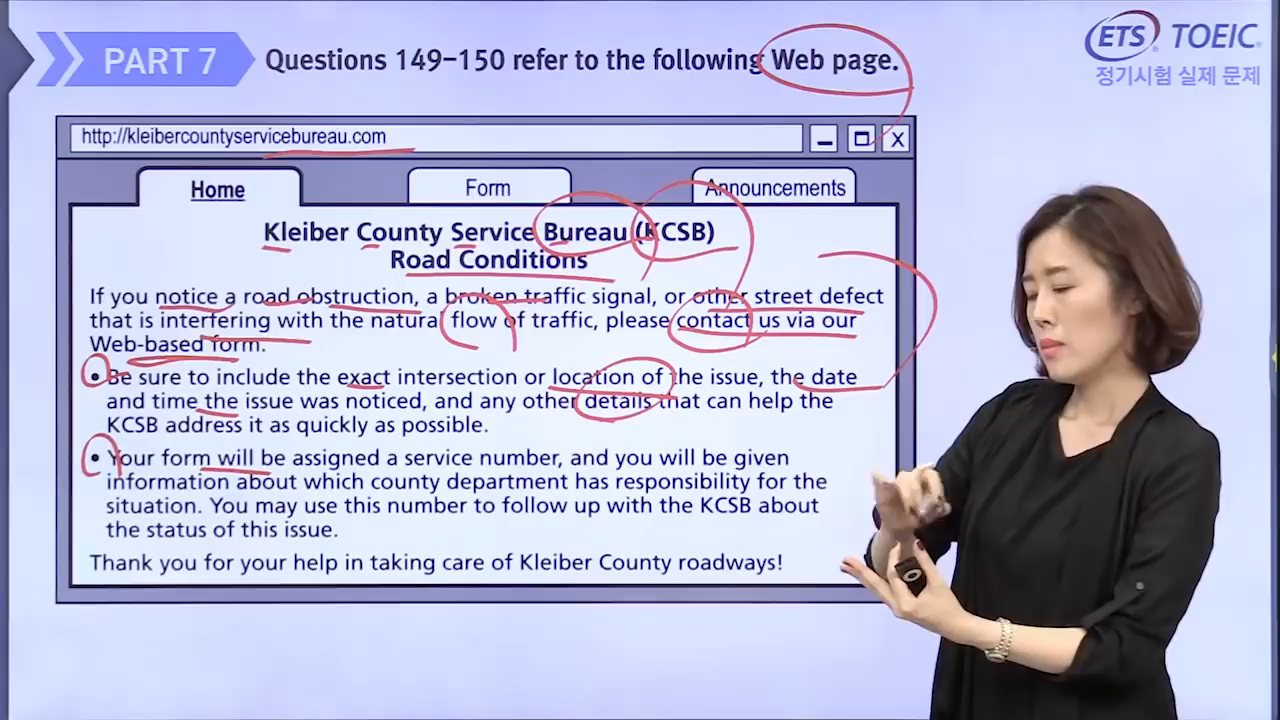 PART 7
Questions 149–150 refer to the following Web page.
ETS TOEIC
정기시험 실제 문제
http://kleibercountyservicebureau.com
X
Home
Form
Announcements
Kleiber County Service Bureau (KCSB)
Road Conditions
If you notice a road obstruction, a broken traffic signal, or other street defect
that is interfering with the natural flow of traffic, please contact us via our
Web-based form.
• Be sure to include the exact intersection or location of the issue, the date
and time the issue was noticed, and any other details that can help the
KCSB address it as quickly as possible.
• Your form will be assigned a service number, and you will be given
information about which county department has responsibility for the
situation. You may use this number to follow up with the KCSB about
the status of this issue.
Thank you for your help in taking care of Kleiber County roadways!